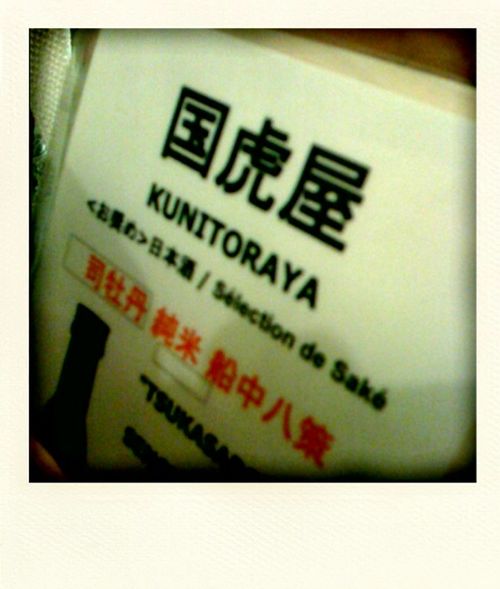 国虎屋
KUNITORAYA
<お奨め>日本酒 / Sélection de Saké
司牡丹 純米 船中八策
"TSUKASA